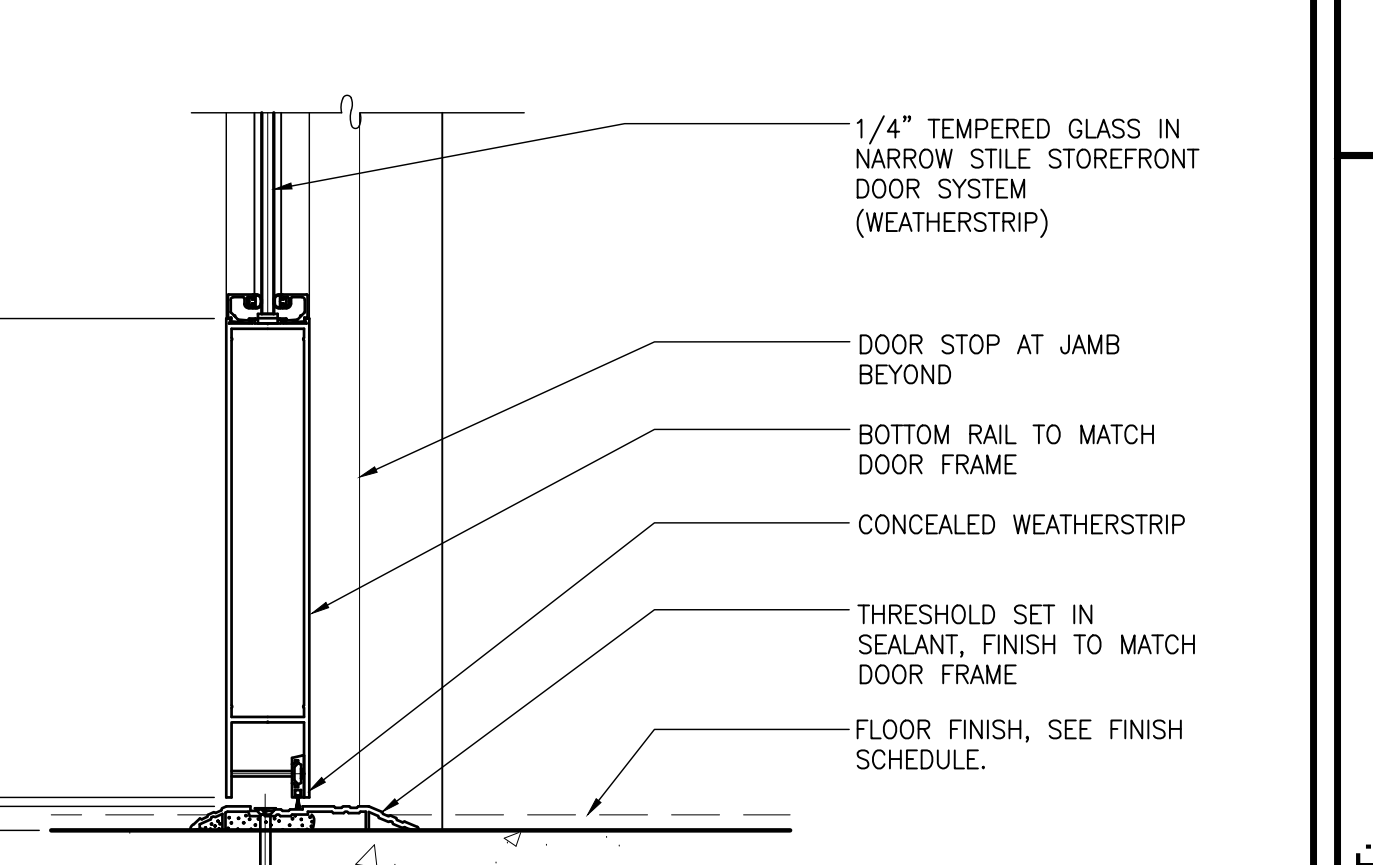 1/4” TEMPERED GLASS IN
NARROW STILE STOREFRONT
DOOR SYSTEM
(WEATHERSTRIP)
DOOR STOP AT JAMB
BEYOND
BOTTOM RAIL TO MATCH
DOOR FRAME
CONCEALED WEATHERSTRIP
THRESHOLD SET IN
SEALANT, FINISH TO MATCH
DOOR FRAME
FLOOR FINISH, SEE FINISH
SCHEDULE.